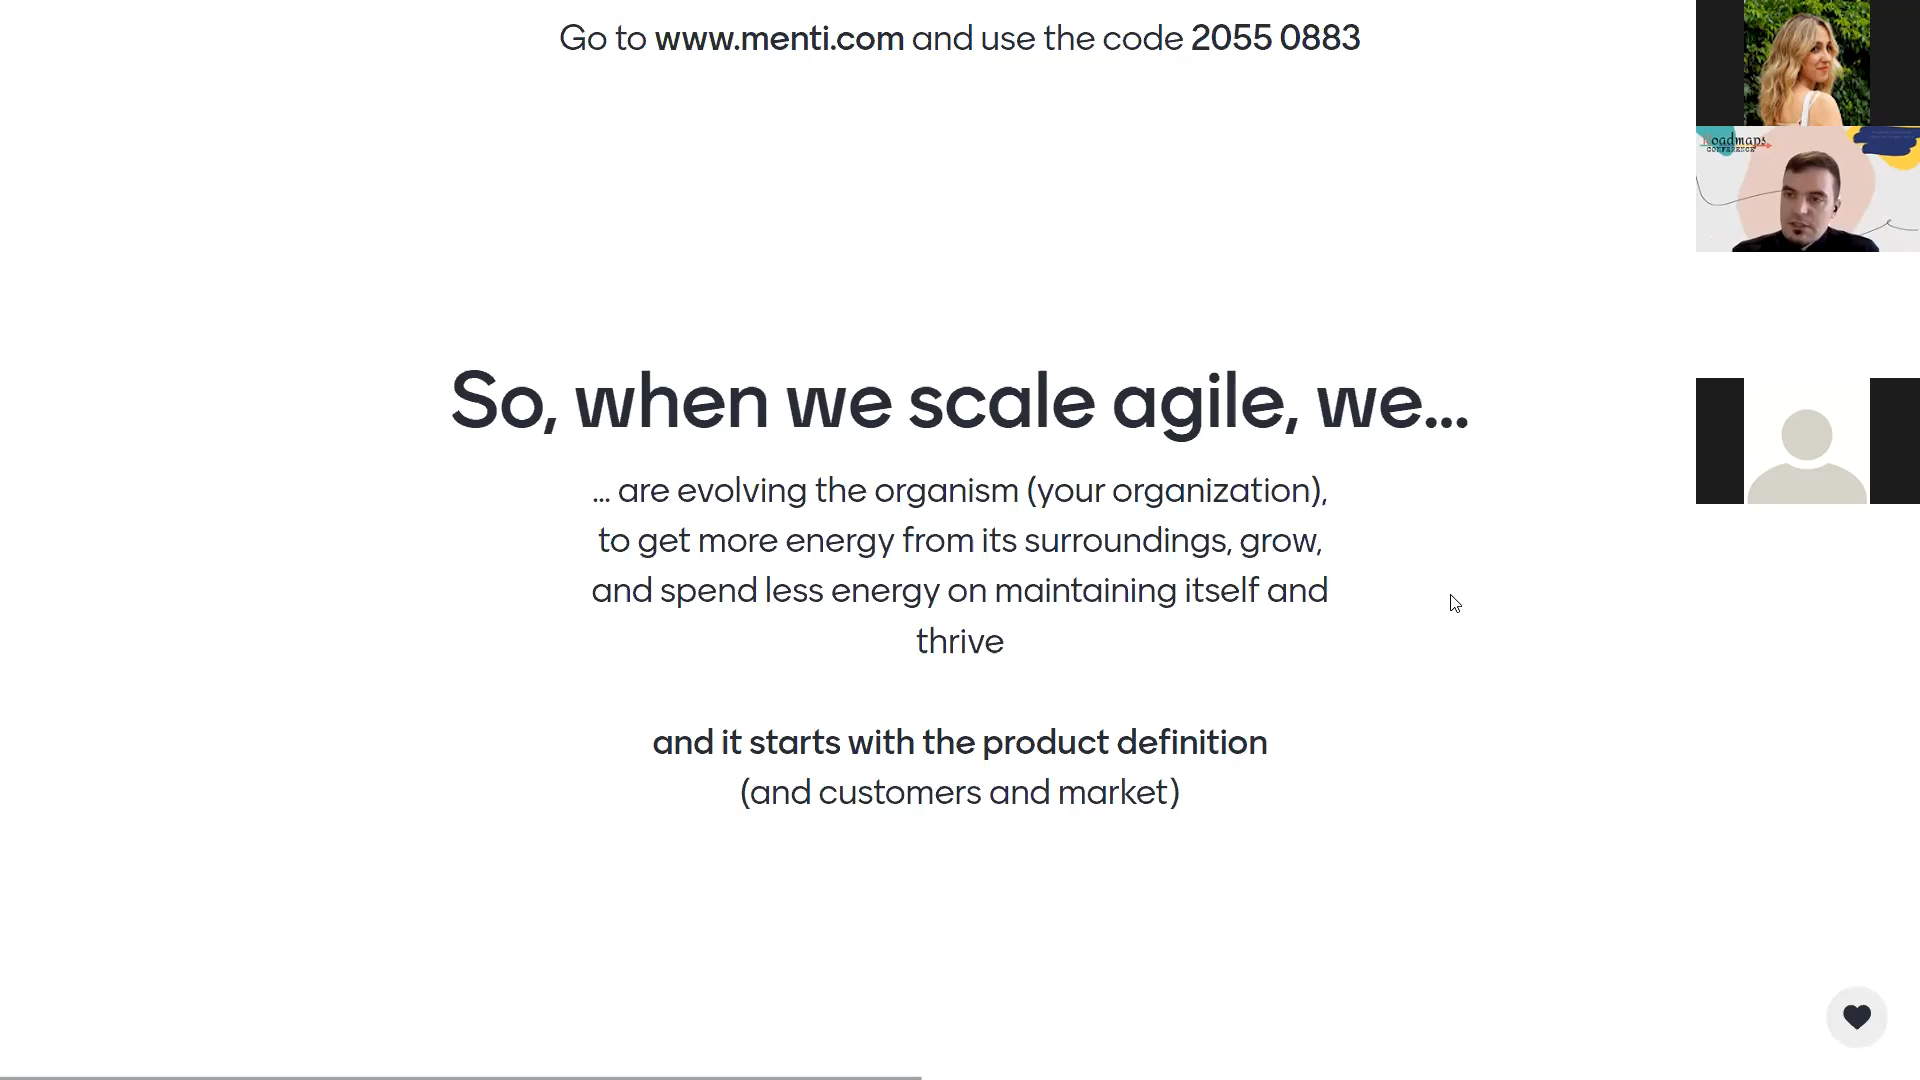 Go to www.menti.com and use the code 2055 0883
So, when we scale agile, we...
... are evolving the organism (your organization),
to get more energy from its surroundings, grow,
and spend less energy on maintaining itself and
thrive
and it starts with the product definition
(and customers and market)
Roadmaps
CONFERENCE